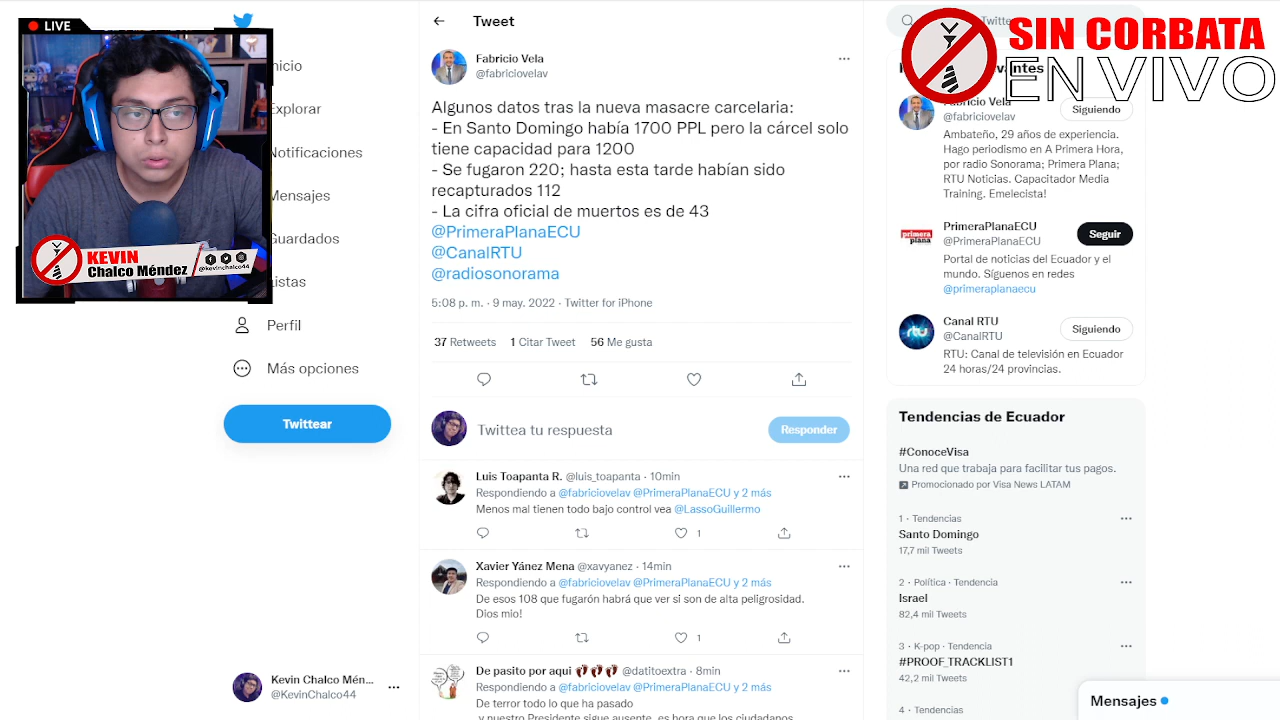 LIVE
KEVIN
Chalco Méndez
@kevinchalco44
SIN CORBATA
EN VIVO
Inicio
Explorar
Notificaciones
Mensajes
Guardados
Listas
Perfil
Más opciones
Twittear
Kevin Chalco Mén...
@KevinChalco44
Tweet
Fabricio Vela
@fabriciovelav
Algunos datos tras la nueva masacre carcelaria:
- En Santo Domingo había 1700 PPL pero la cárcel solo
tiene capacidad para 1200
- Se fugaron 220; hasta esta tarde habían sido
recapturados 112
- La cifra oficial de muertos es de 43
@PrimeraPlanaECU
@CanalRTU
@radiosonorama
5:08 p. m. · 9 may. 2022 · Twitter for iPhone
37 Retweets 1 Citar Tweet 56 Me gusta
Twittea tu respuesta
Responder
Luis Toapanta R. @luis_toapanta · 10min
Respondiendo a @fabriciovelav @PrimeraPlanaECU y 2 más
Menos mal tienen todo bajo control vea @LassoGuillermo
1
Xavier Yánez Mena @xavyanez · 14min
Respondiendo a @fabriciovelav @PrimeraPlanaECU y 2 más
De esos 108 que fugarón habrá que ver si son de alta peligrosidad.
Dios mio!
1
De pasito por aqui 👣👣👣 @datitoextra · 8min
Respondiendo a @fabriciovelav @PrimeraPlanaECU y 2 más
De terror todo lo que ha pasado
y nuestro Presidente sigue ausente, es hora que los ciudadanos
Fabricio Vela
@fabriciovelav
Siguiendo
Ambateño, 29 años de experiencia.
Hago periodismo en A Primera Hora,
por radio Sonorama; Primera Plana;
RTU Noticias. Capacitador Media
Training. Emelecista!
primera
plana
PrimeraPlanaECU
@PrimeraPlanaECU
Seguir
Portal de noticias del Ecuador y el
mundo. Síguenos en redes
@primeraplanaecu
rtu
Canal RTU
@CanalRTU
Siguiendo
RTU: Canal de televisión en Ecuador
24 horas/24 provincias.
Tendencias de Ecuador
#ConoceVisa
Una red que trabaja para facilitar tus pagos.
Promocionado por Visa News LATAM
1 · Tendencias
Santo Domingo
17,7 mil Tweets
2 · Política · Tendencia
Israel
82,4 mil Tweets
3 · K-pop · Tendencia
#PROOF_TRACKLIST1
42,2 mil Tweets
4 · Tendencias
Mensajes